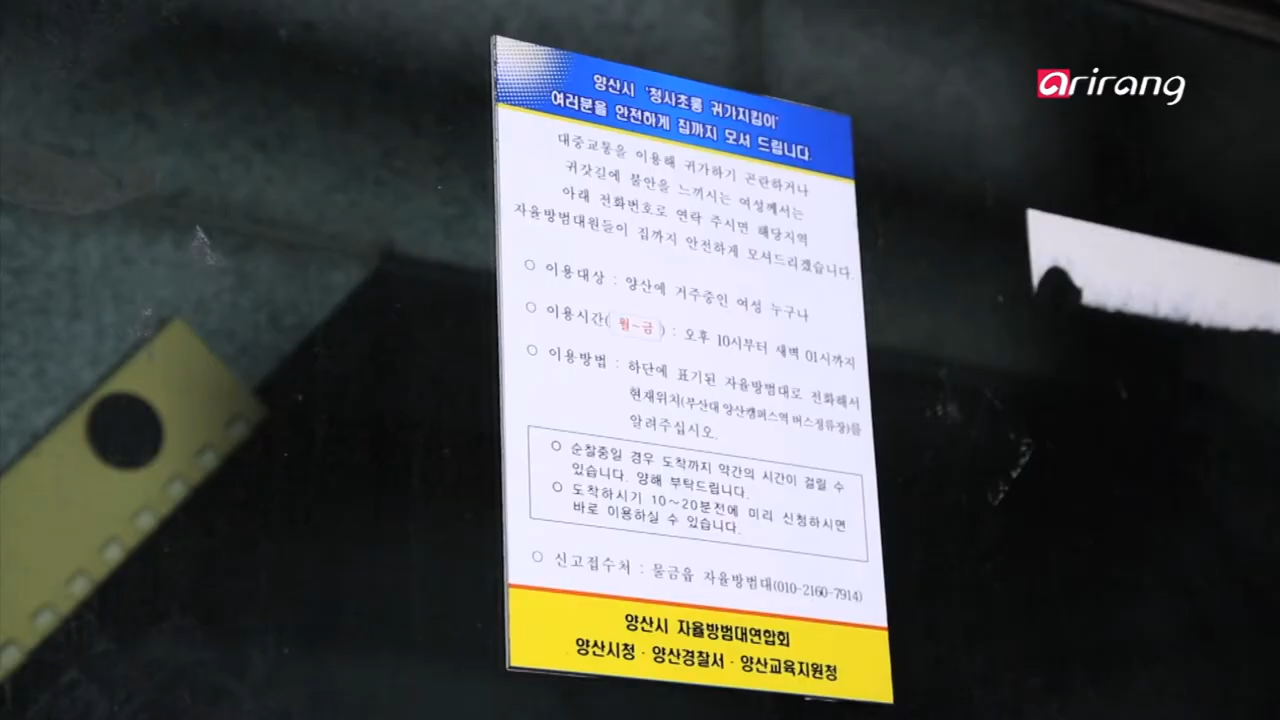 arirang
양산시 '청사초롱 귀가지킴이'
여러분을 안전하게 집까지 모셔 드립니다.
대중교통을 이용해 귀가하기 곤란하거나
귀갓길에 불안을 느끼시는 여성께서는
아래 전화번호로 연락 주시면 해당지역
자율방범대원들이 집까지 안전하게 모셔드리겠습니다.
○ 이용대상 : 양산에 거주중인 여성 누구나
○ 이용시간(월~금) : 오후 10시부터 새벽 01시까지
○ 이용방법 : 하단에 표기된 자율방범대로 전화해서
현재위치(부산대 양산캠퍼스역 버스정류장)를
알려주십시오.
○ 순찰중일 경우 도착까지 약간의 시간이 걸릴 수
있습니다. 양해 부탁드립니다.
○ 도착하시기 10~20분전에 미리 신청하시면
바로 이용하실 수 있습니다.
○ 신고접수처 : 물금읍 자율방범대(010-2160-7914)
양산시 자율방범대연합회
양산시청 · 양산경찰서 · 양산교육지원청